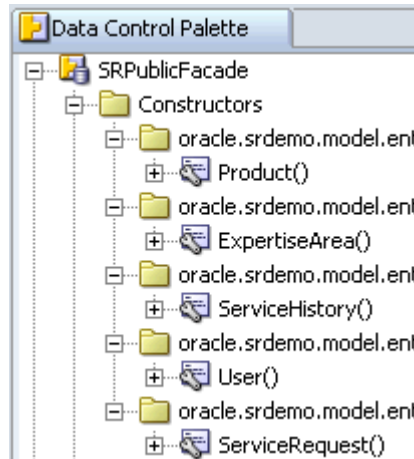 Data Control Palette
SRPublicFacade
Constructors
oracle.srdemo.model.ent
Product()
oracle.srdemo.model.ent
ExpertiseArea()
oracle.srdemo.model.ent
ServiceHistory()
oracle.srdemo.model.ent
User()
oracle.srdemo.model.ent
ServiceRequest()